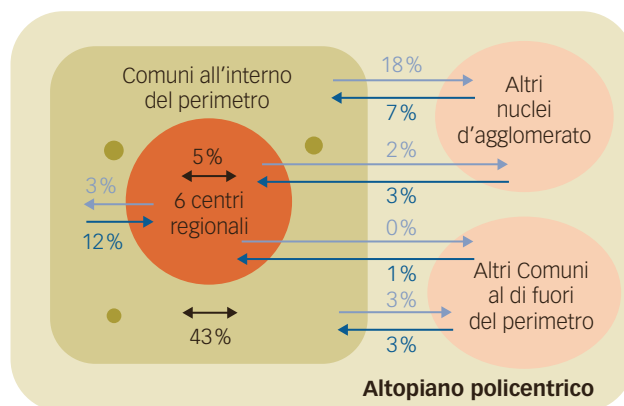 Comuni all'interno
del perimetro
18%
7%
Altri
nuclei
d'agglomerato
5%
6 centri
regionali
2%
3%
3%
12%
0%
1%
Altri Comuni
al di fuori
del perimetro
43%
3%
3%
Altopiano policentrico